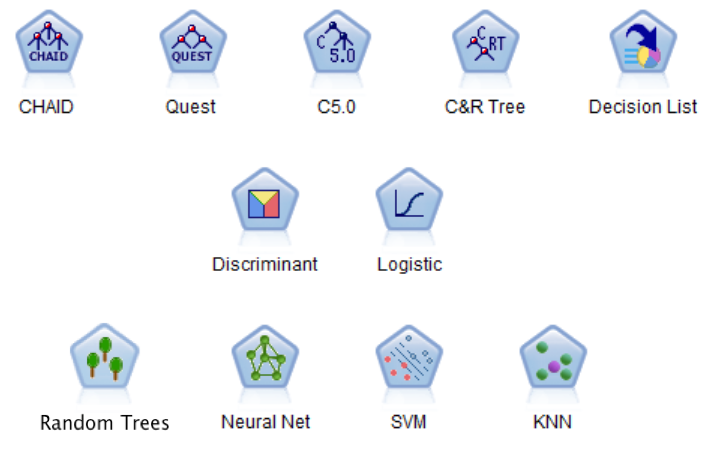 CHAID QUEST C 5.0 C RT
CHAID Quest C5.0 C&R Tree Decision List
Discriminant Logistic
Random Trees Neural Net SVM KNN